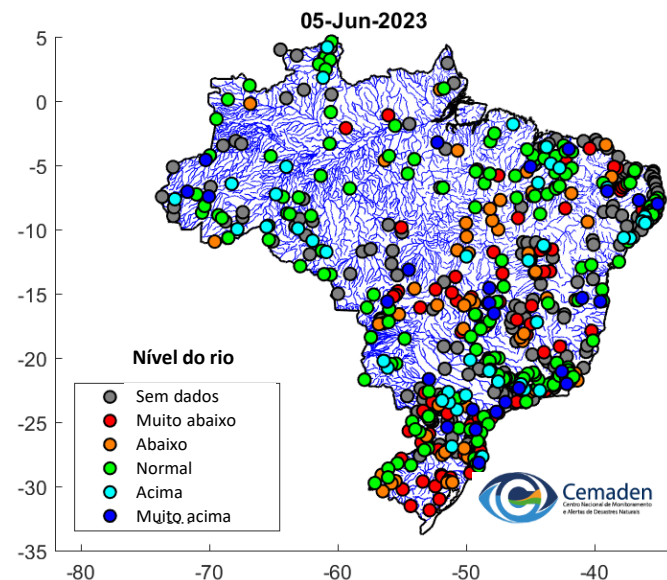 05-Jun-2023
5
0
-5
-10
-15
-20
-25
-30
-35
-80
-70
-60
-50
-40
Nível do rio
Sem dados
Muito abaixo
Abaixo
Normal
Acima
Muito acima
Cemaden
Centro Nacional de Monitoramento
e Alertas de Desastres Naturais